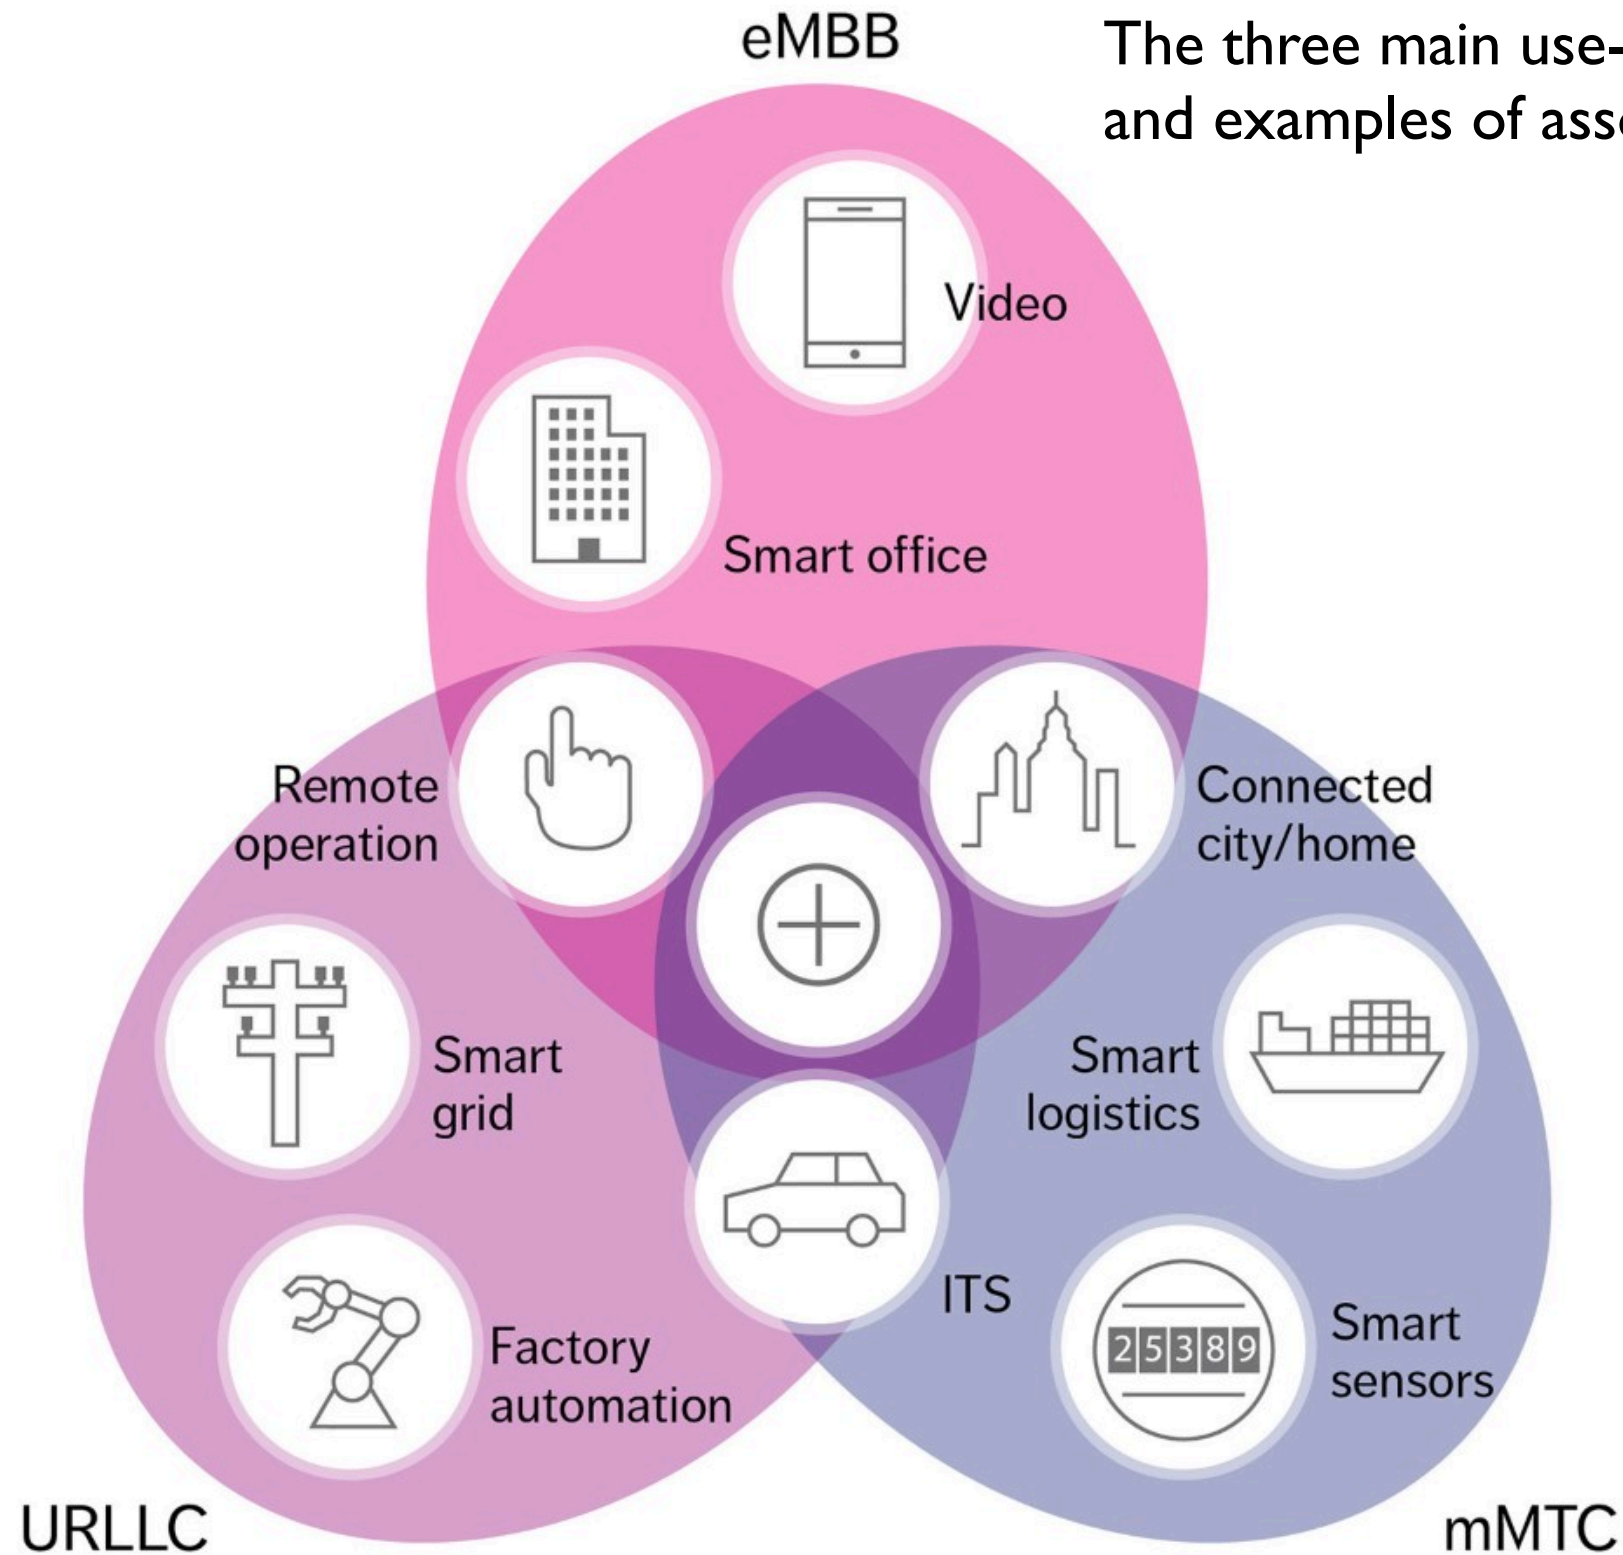 eMBB
The three main use-
and examples of ass
Video
Smart office
Remote
operation
Connected
city/home
Smart
grid
Smart
logistics
ITS
Factory
automation
25389
Smart
sensors
URLLC
mMTC